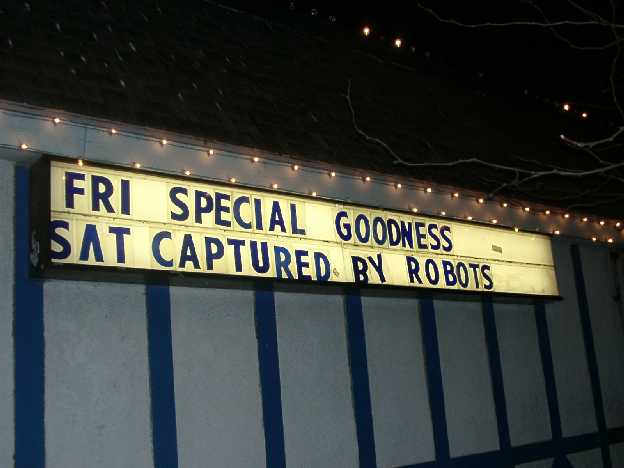 FRI SPECIAL GOODNESS
SAT CAPTURED BY ROBOTS